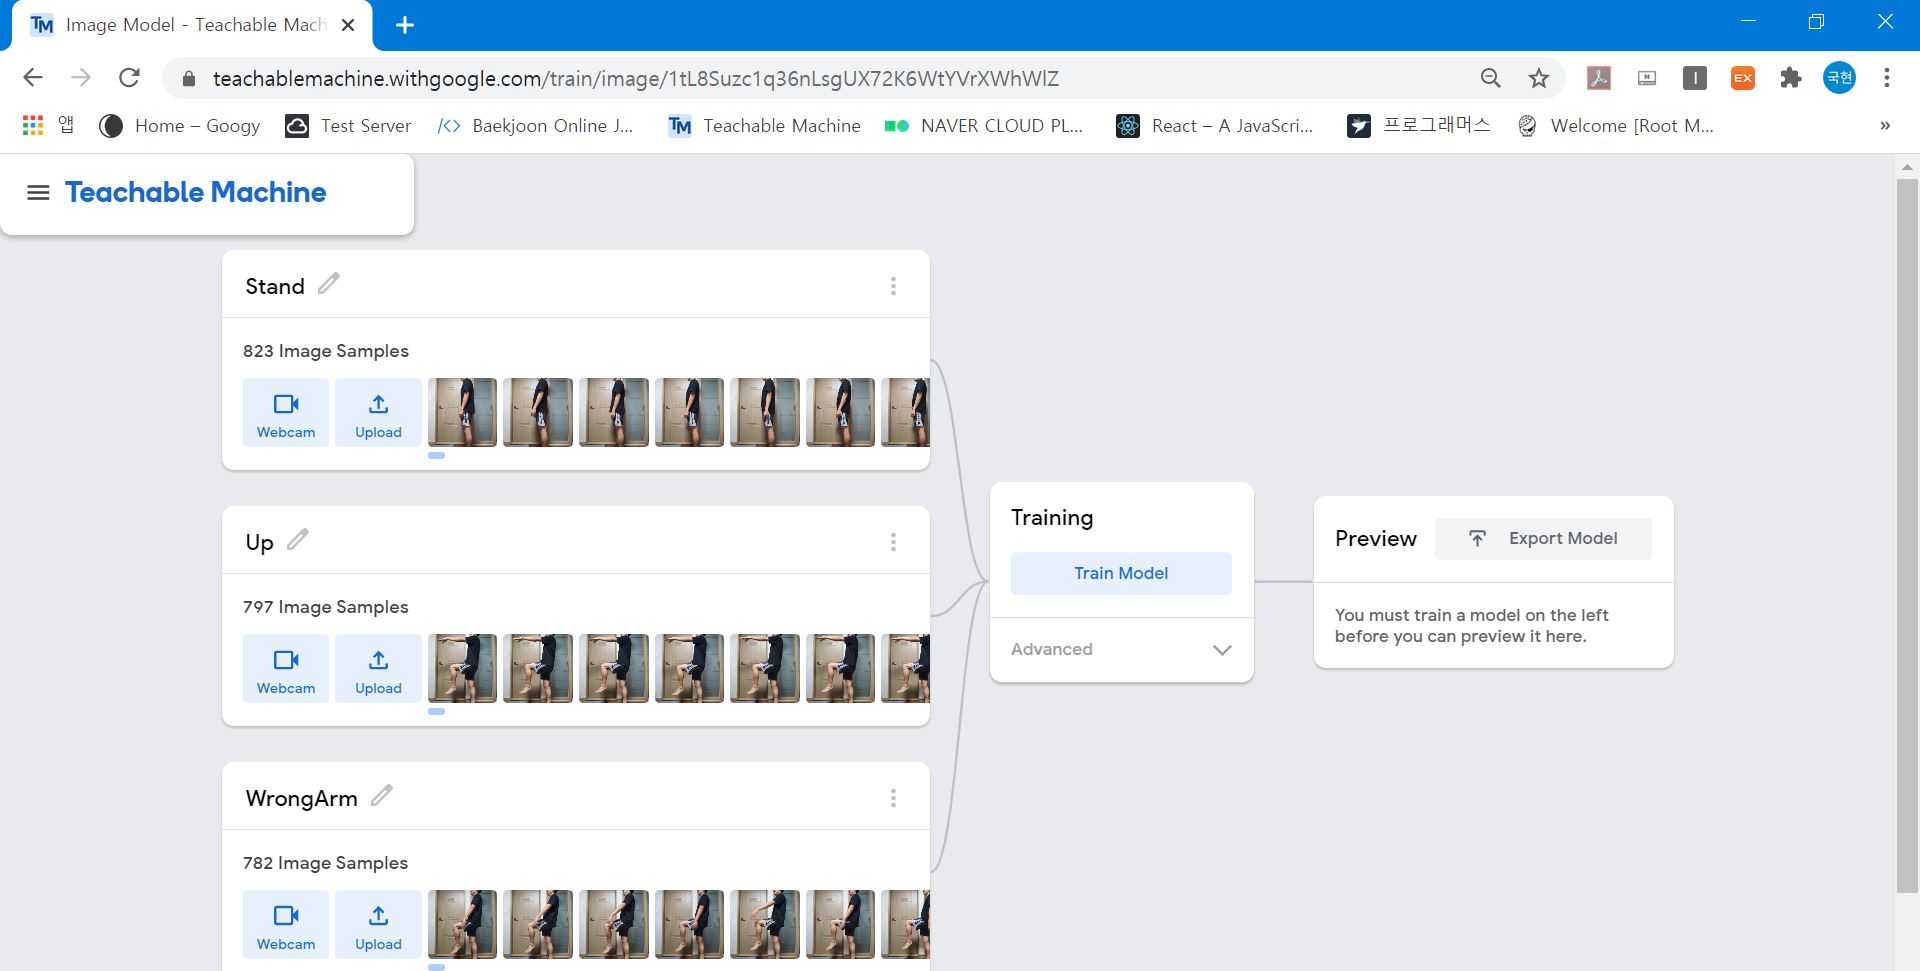 Image Model - Teachable Mach
teachablemachine.withgoogle.com/train/image/1tL8Suzc1q36nLsgUX72K6WtYVrXWhWlZ
EX
국현
앱
Home – Googy
Test Server
Baekjoon Online J...
Teachable Machine
NAVER CLOUD PL...
React – A JavaScri...
프로그래머스
Welcome [Root M...
Teachable Machine
Stand
823 Image Samples
Webcam
Upload
Up
797 Image Samples
Webcam
Upload
WrongArm
782 Image Samples
Webcam
Upload
Training
Train Model
Advanced
Preview
Export Model
You must train a model on the left
before you can preview it here.